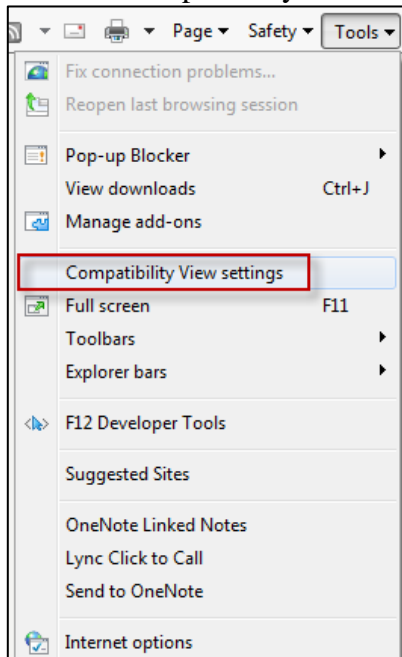 Page ▾ Safety ▾ Tools ▾
Fix connection problems...
Reopen last browsing session
Pop-up Blocker
View downloads Ctrl+J
Manage add-ons
Compatibility View settings
Full screen F11
Toolbars
Explorer bars
F12 Developer Tools
Suggested Sites
OneNote Linked Notes
Lync Click to Call
Send to OneNote
Internet options